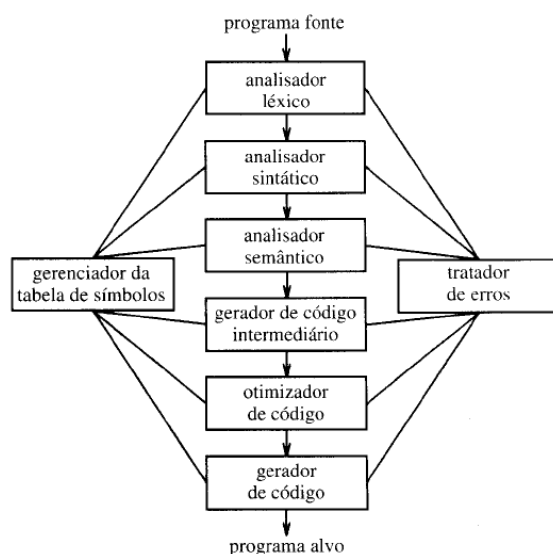 programa fonte
analisador
léxico
analisador
sintático
analisador
semântico
gerenciador da
tabela de símbolos
tratador
de erros
gerador de código
intermediário
otimizador
de código
gerador
de código
programa alvo